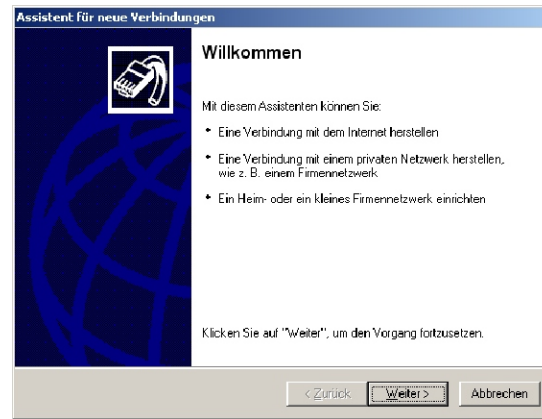 Assistent für neue Verbindungen
Willkommen
Mit diesem Assistenten können Sie:
Eine Verbindung mit dem Internet herstellen
Eine Verbindung mit einem privaten Netzwerk herstellen,
wie z. B. einem Firmennetzwerk
Ein Heim- oder ein kleines Firmennetzwerk einrichten
Klicken Sie auf "Weiter", um den Vorgang fortzusetzen.
< Zurück
Weiter >
Abbrechen